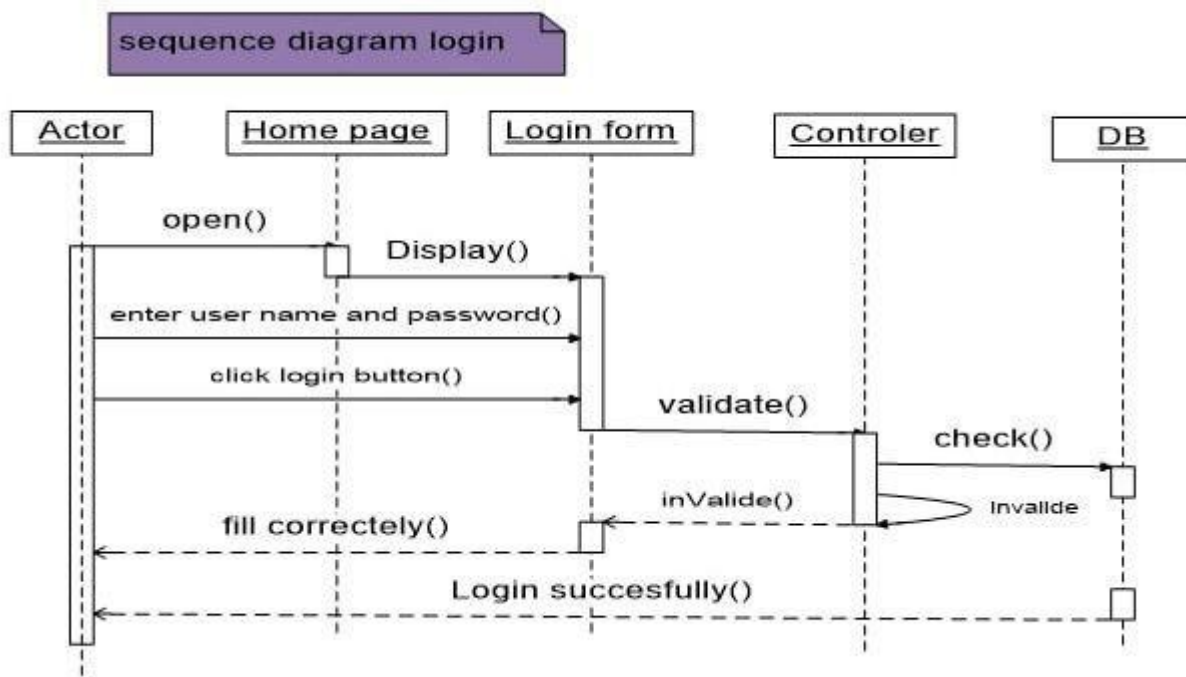 sequence diagram login
Actor
Home page
Login form
Controler
DB
open()
Display()
enter user name and password()
click login button()
validate()
check()
inValide()
Invalide
fill correctely()
Login succesfully()